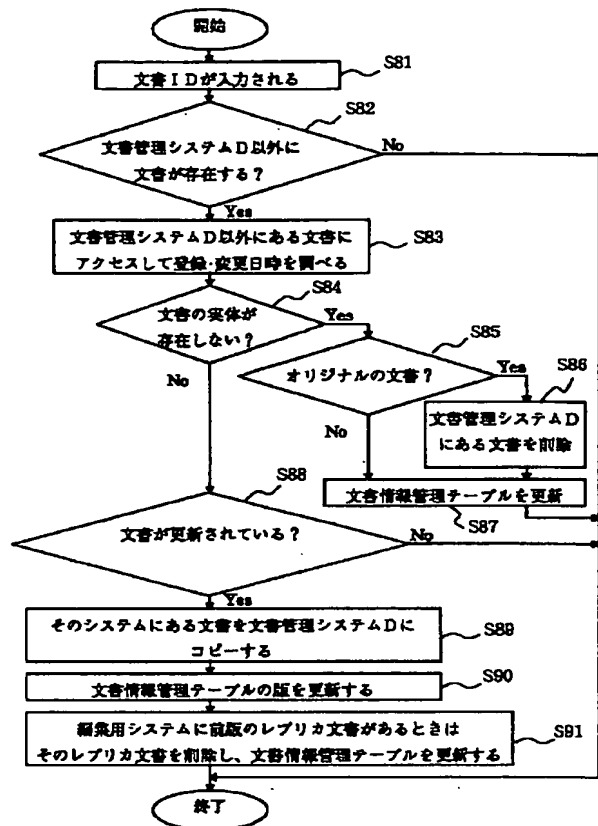 開始
S81
文書IDが入力される
S82
文書管理システムD以外に
文書が存在する?
No
Yes
文書管理システムD以外にある文書に
アクセスして登録・変更日時を調べる
S83
S84
文書の実体が
存在しない?
Yes
No
S85
オリジナルの文書?
Yes
No
S86
文書管理システムD
にある文書を削除
文書情報管理テーブルを更新
S87
S88
文書が更新されている?
No
Yes
そのシステムにある文書を文書管理システムDに
コピーする
S89
文書情報管理テーブルの版を更新する
S90
編集用システムに前版のレプリカ文書があるときは
そのレプリカ文書を削除し、文書情報管理テーブルを更新する
S91
終了